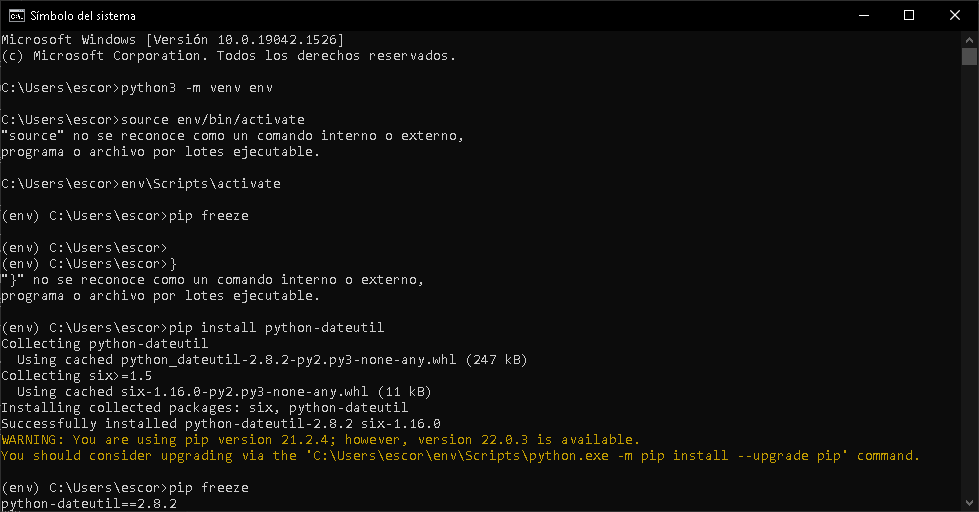 Símbolo del sistema
Microsoft Windows [Versión 10.0.19042.1526]
(c) Microsoft Corporation. Todos los derechos reservados.
C:\Users\escor>python3 -m venv env
C:\Users\escor>source env/bin/activate
"source" no se reconoce como un comando interno o externo,
programa o archivo por lotes ejecutable.
C:\Users\escor>env\Scripts\activate
(env) C:\Users\escor>pip freeze
(env) C:\Users\escor>
(env) C:\Users\escor>}
"}" no se reconoce como un comando interno o externo,
programa o archivo por lotes ejecutable.
(env) C:\Users\escor>pip install python-dateutil
Collecting python-dateutil
  Using cached python_dateutil-2.8.2-py2.py3-none-any.whl (247 kB)
Collecting six>=1.5
  Using cached six-1.16.0-py2.py3-none-any.whl (11 kB)
Installing collected packages: six, python-dateutil
Successfully installed python-dateutil-2.8.2 six-1.16.0
WARNING: You are using pip version 21.2.4; however, version 22.0.3 is available.
You should consider upgrading via the 'C:\Users\escor\env\Scripts\python.exe -m pip install --upgrade pip' command.
(env) C:\Users\escor>pip freeze
python-dateutil==2.8.2